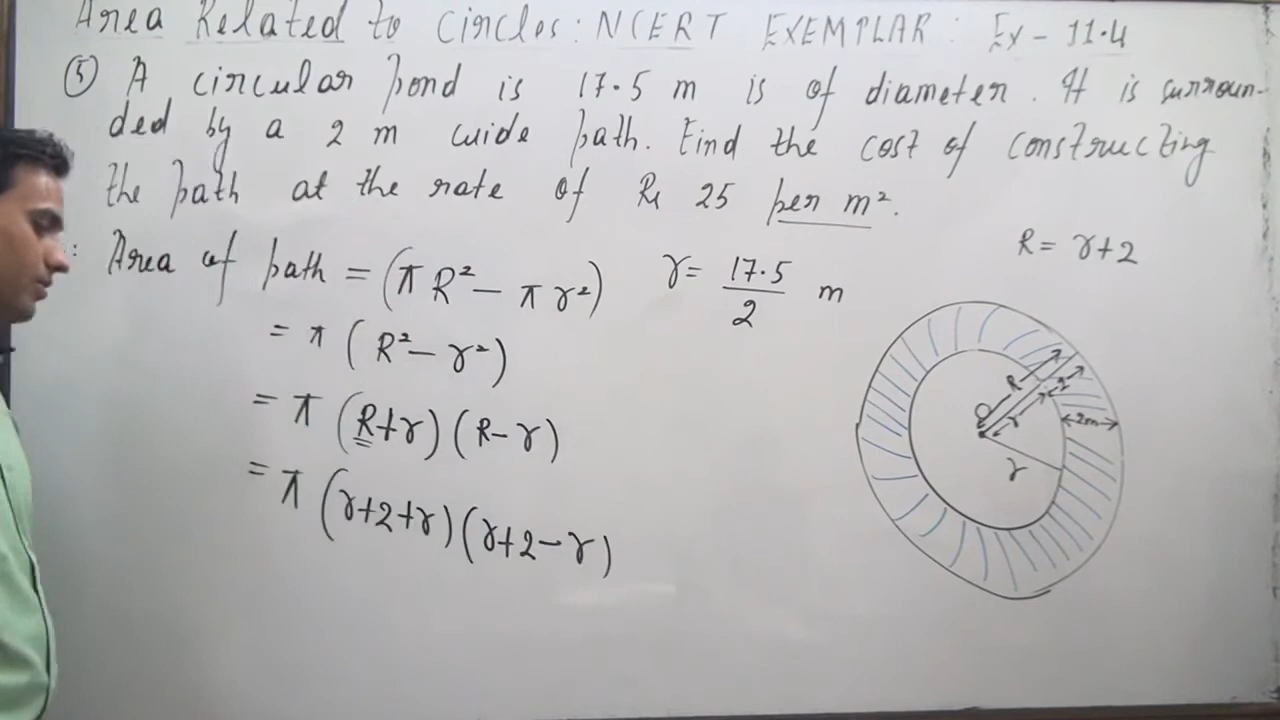 Area Related to Circles: NCERT EXEMPLAR: Ex - 11.4
⑤ A circular pond is 17.5 m is of diameter. It is surroun-
ded by a 2 m wide path. Find the cost of constructing
the path at the rate of Rs 25 per m².
: Area of path = (π R² − π r²)
r = 17.5/2 m
R = r+2
= π (R² − r²)
= π (R+r) (R−r)
= π (r+2+r) (r+2−r)
R
2
O
r
2m
r